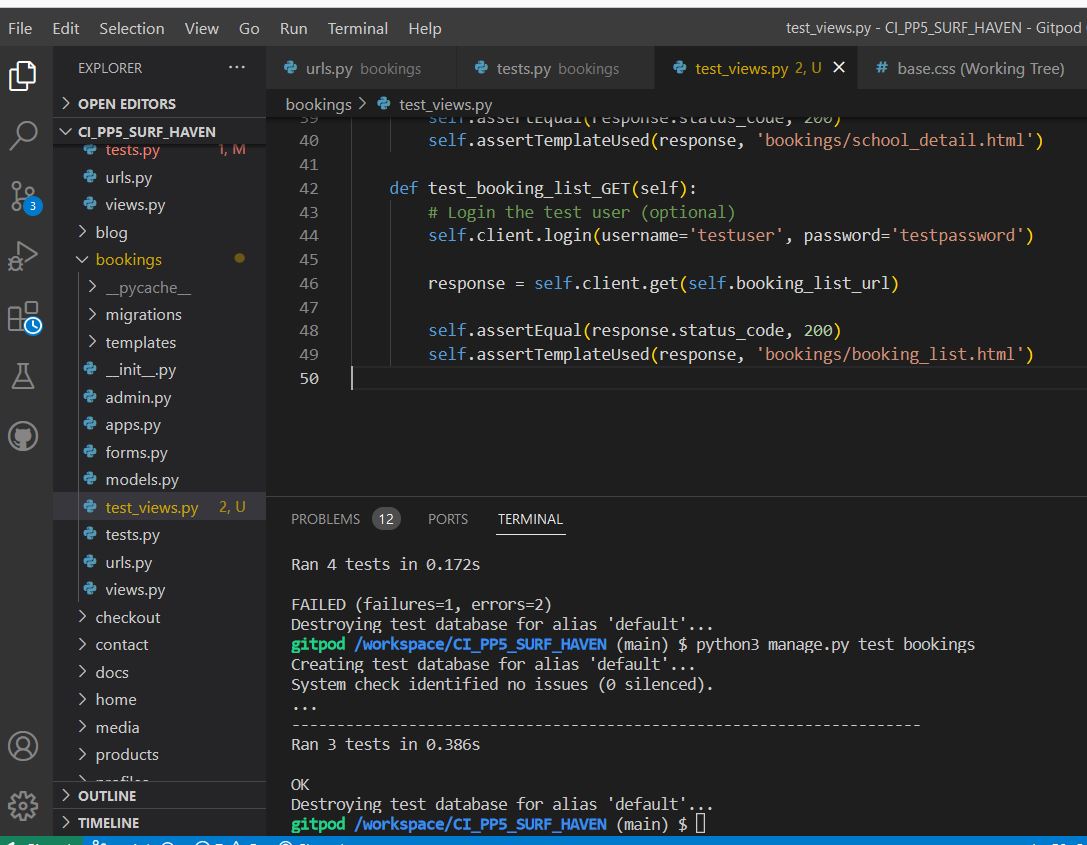 File Edit Selection View Go Run Terminal Help test_views.py - CI_PP5_SURF_HAVEN - Gitpod
EXPLORER ...
OPEN EDITORS
CI_PP5_SURF_HAVEN
tests.py 1, M
urls.py
views.py
blog
bookings
__pycache__
migrations
templates
__init__.py
admin.py
apps.py
forms.py
models.py
test_views.py 2, U
tests.py
urls.py
views.py
checkout
contact
docs
home
media
products
profiles
OUTLINE
TIMELINE
3
urls.py bookings tests.py bookings test_views.py 2, U # base.css (Working Tree)
bookings > test_views.py
39 self.assertEqual(response.status_code, 200)
40 self.assertTemplateUsed(response, 'bookings/school_detail.html')
41
42 def test_booking_list_GET(self):
43 # Login the test user (optional)
44 self.client.login(username='testuser', password='testpassword')
45
46 response = self.client.get(self.booking_list_url)
47
48 self.assertEqual(response.status_code, 200)
49 self.assertTemplateUsed(response, 'bookings/booking_list.html')
50
PROBLEMS 12 PORTS TERMINAL
Ran 4 tests in 0.172s
FAILED (failures=1, errors=2)
Destroying test database for alias 'default'...
gitpod /workspace/CI_PP5_SURF_HAVEN (main) $ python3 manage.py test bookings
Creating test database for alias 'default'...
System check identified no issues (0 silenced).
...
----------------------------------------------------------------------
Ran 3 tests in 0.386s
OK
Destroying test database for alias 'default'...
gitpod /workspace/CI_PP5_SURF_HAVEN (main) $